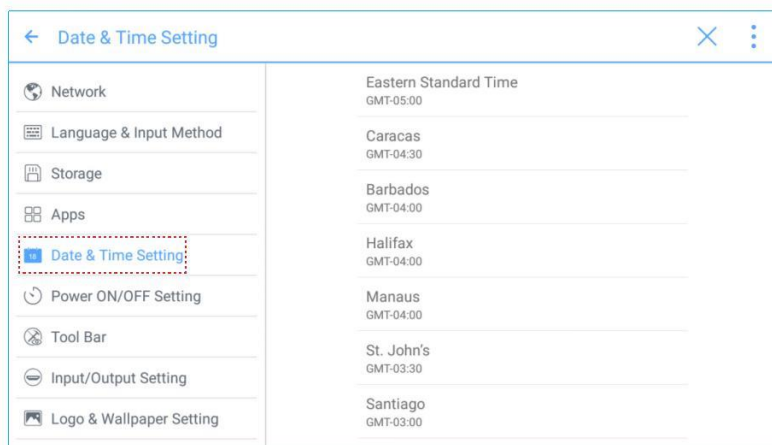 Date & Time Setting
Network
Language & Input Method
Storage
Apps
Date & Time Setting
Power ON/OFF Setting
Tool Bar
Input/Output Setting
Logo & Wallpaper Setting
Eastern Standard Time
GMT-05:00
Caracas
GMT-04:30
Barbados
GMT-04:00
Halifax
GMT-04:00
Manaus
GMT-04:00
St. John's
GMT-03:30
Santiago
GMT-03:00